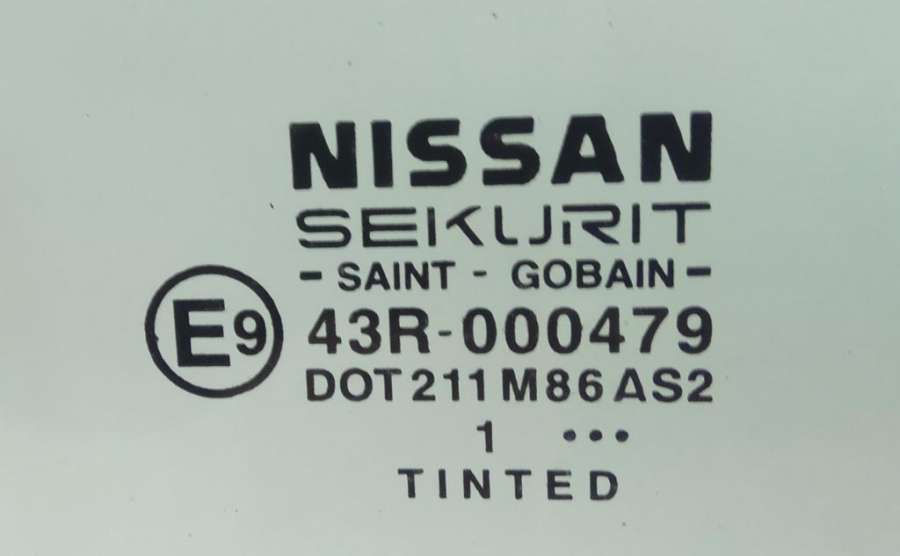 NISSAN
SEKURIT
- SAINT - GOBAIN -
E9 43R-000479
DOT 211 M86 AS2
1 •••
TINTED